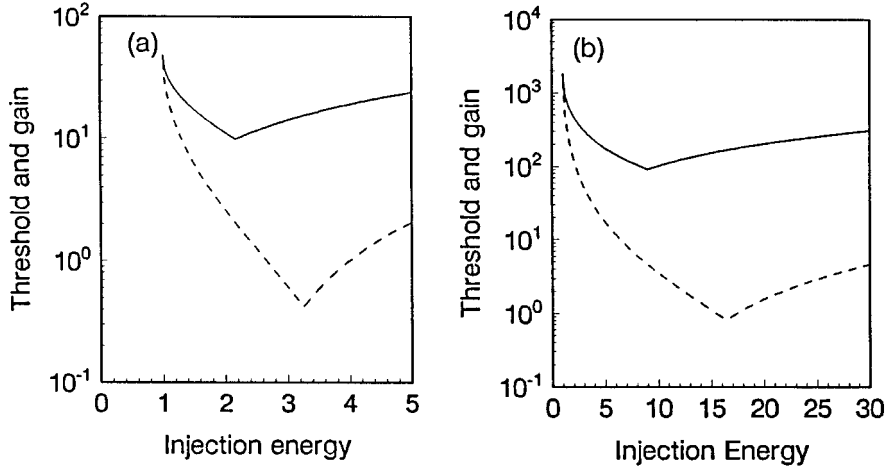 (a)
Threshold and gain
10²
10¹
10⁰
10⁻¹
0 1 2 3 4 5
Injection energy
(b)
Threshold and gain
10⁴
10³
10²
10¹
10⁰
10⁻¹
0 5 10 15 20 25 30
Injection Energy